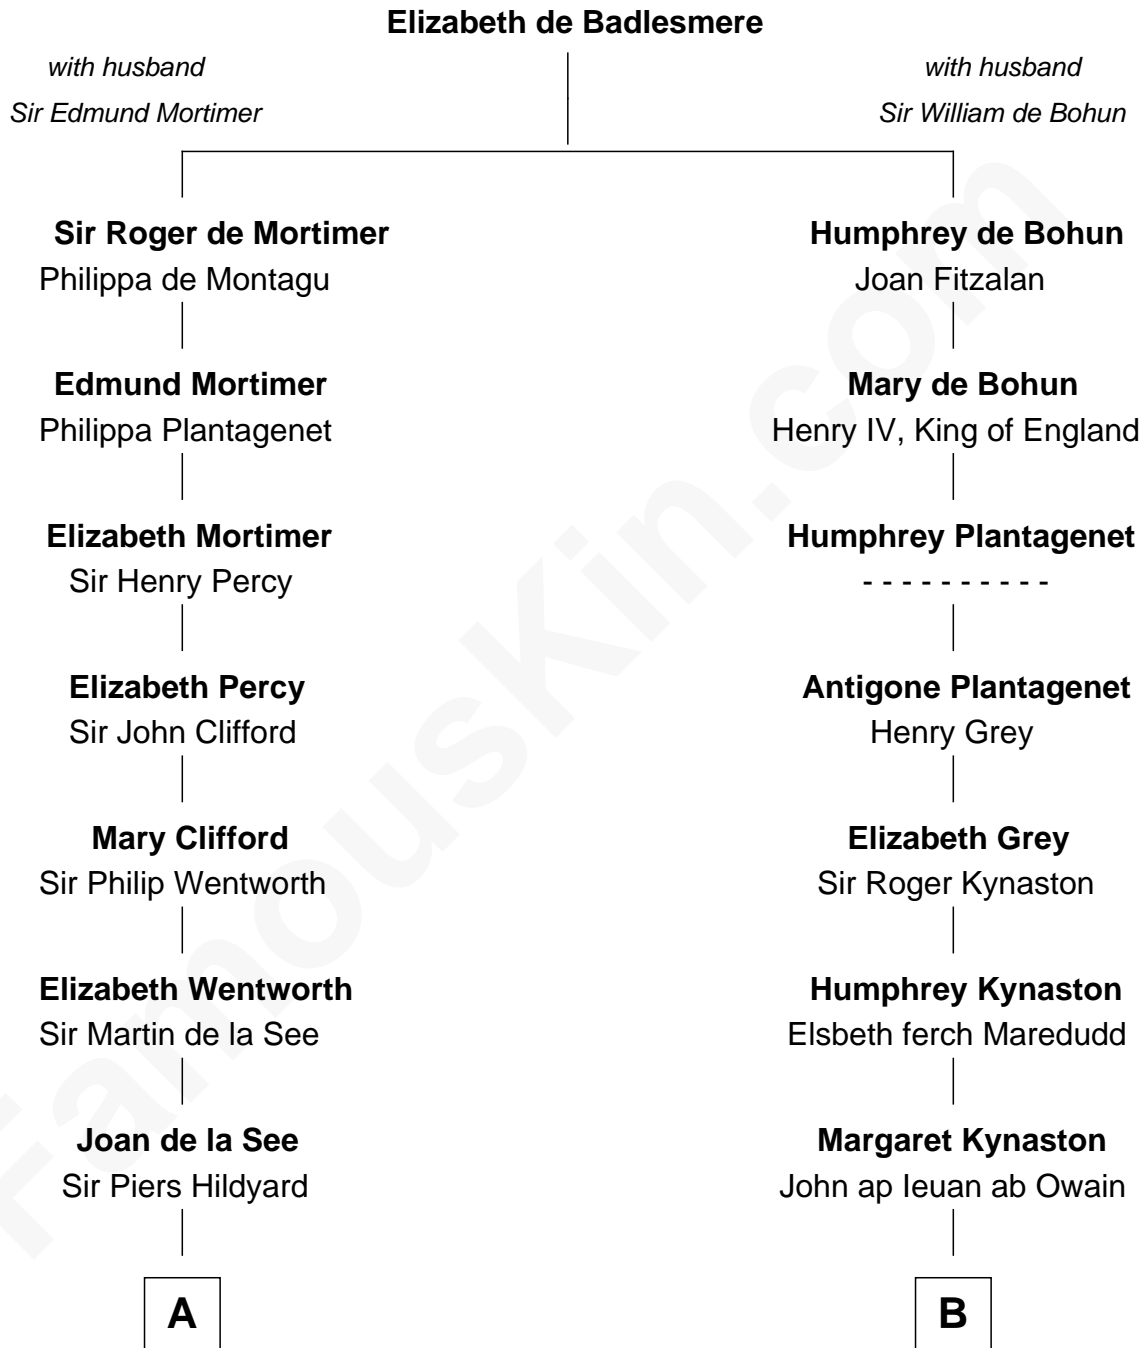 Elizabeth de Badlesmere
with husband
Sir Edmund Mortimer
with husband
Sir William de Bohun
Sir Roger de Mortimer
Philippa de Montagu
Humphrey de Bohun
Joan Fitzalan
Edmund Mortimer
Philippa Plantagenet
Mary de Bohun
Henry IV, King of England
Elizabeth Mortimer
Sir Henry Percy
Humphrey Plantagenet
- - - - - - - - - -
Elizabeth Percy
Sir John Clifford
Antigone Plantagenet
Henry Grey
Mary Clifford
Sir Philip Wentworth
Elizabeth Grey
Sir Roger Kynaston
Elizabeth Wentworth
Sir Martin de la See
Humphrey Kynaston
Elsbeth ferch Maredudd
Joan de la See
Sir Piers Hildyard
Margaret Kynaston
John ap Ieuan ab Owain
A
B
FamousKin.com